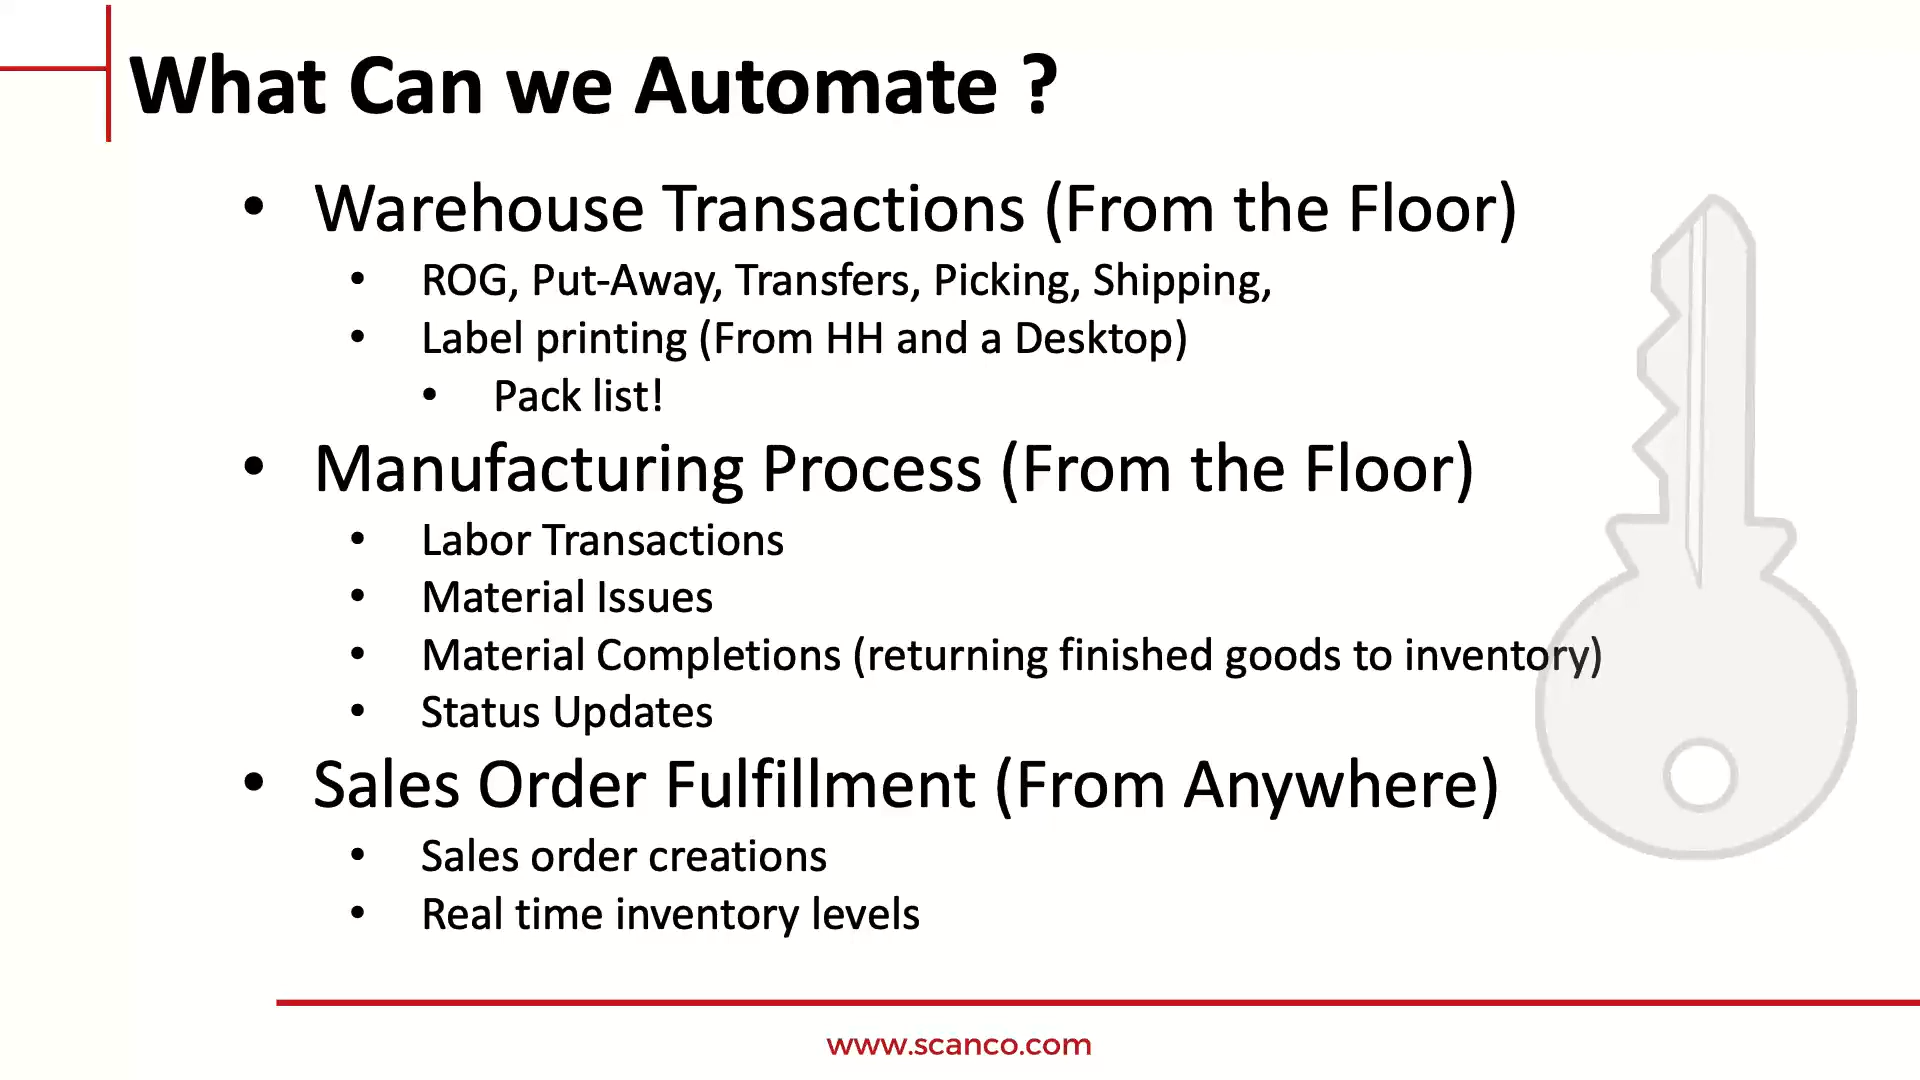 What Can we Automate ?
• Warehouse Transactions (From the Floor)
• ROG, Put-Away, Transfers, Picking, Shipping,
• Label printing (From HH and a Desktop)
• Pack list!
• Manufacturing Process (From the Floor)
• Labor Transactions
• Material Issues
• Material Completions (returning finished goods to inventory)
• Status Updates
• Sales Order Fulfillment (From Anywhere)
• Sales order creations
• Real time inventory levels
www.scanco.com